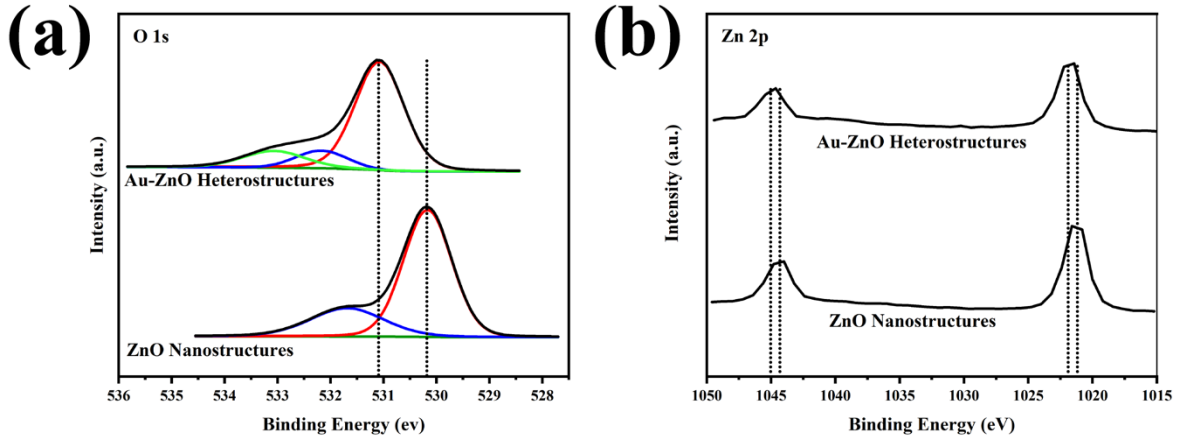 (a)
O 1s
Au-ZnO Heterostructures
ZnO Nanostructures
Intensity (a.u.)
536 535 534 533 532 531 530 529 528
Binding Energy (ev)
(b)
Zn 2p
Au-ZnO Heterostructures
ZnO Nanostructures
Intensity (a.u.)
1050 1045 1040 1035 1030 1025 1020 1015
Binding Energy (eV)